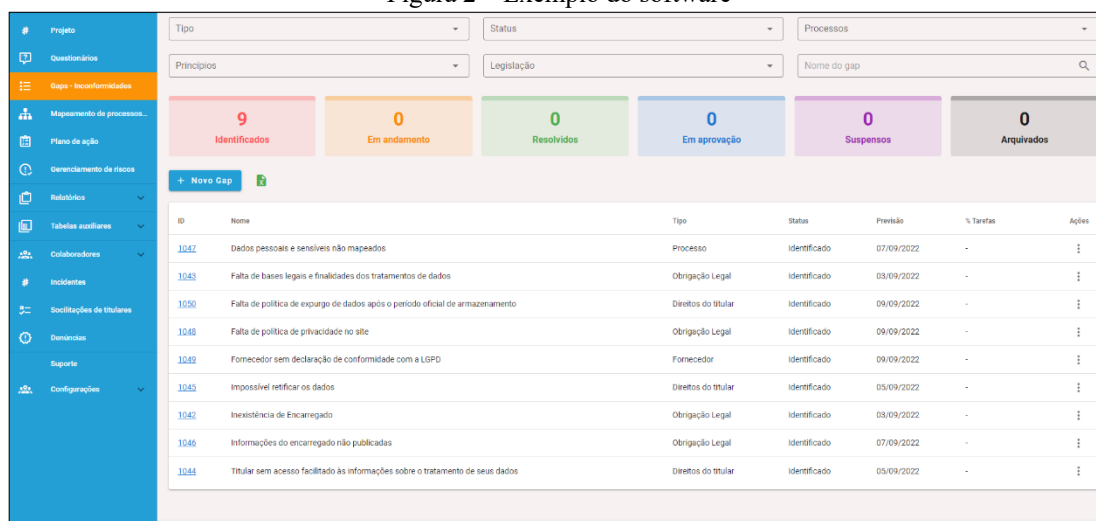 Figura 2 – Exemplo do software
Projeto
Questionários
Gaps - Inconformidades
Mapeamento de processos...
Plano de ação
Gerenciamento de riscos
Relatórios
Tabelas auxiliares
Colaboradores
Incidentes
Socilitações de titulares
Denúncias
Suporte
Configurações
Tipo Status Processos
Princípios Legislação Nome do gap
9 0 0 0 0 0
Identificados Em andamento Resolvidos Em aprovação Suspensos Arquivados
+ Novo Gap
ID Nome Tipo Status Previsão % Tarefas Ações
1047 Dados pessoais e sensíveis não mapeados Processo Identificado 07/09/2022 -
1043 Falta de bases legais e finalidades dos tratamentos de dados Obrigação Legal Identificado 03/09/2022 -
1050 Falta de política de expurgo de dados após o período oficial de armazenamento Direitos do titular Identificado 09/09/2022 -
1048 Falta de política de privacidade no site Obrigação Legal Identificado 09/09/2022 -
1049 Fornecedor sem declaração de conformidade com a LGPD Fornecedor Identificado 09/09/2022 -
1045 Impossível retificar os dados Direitos do titular Identificado 05/09/2022 -
1042 Inexistência de Encarregado Obrigação Legal Identificado 03/09/2022 -
1046 Informações do encarregado não publicadas Obrigação Legal Identificado 07/09/2022 -
1044 Titular sem acesso facilitado às informações sobre o tratamento de seus dados Direitos do titular Identificado 05/09/2022 -